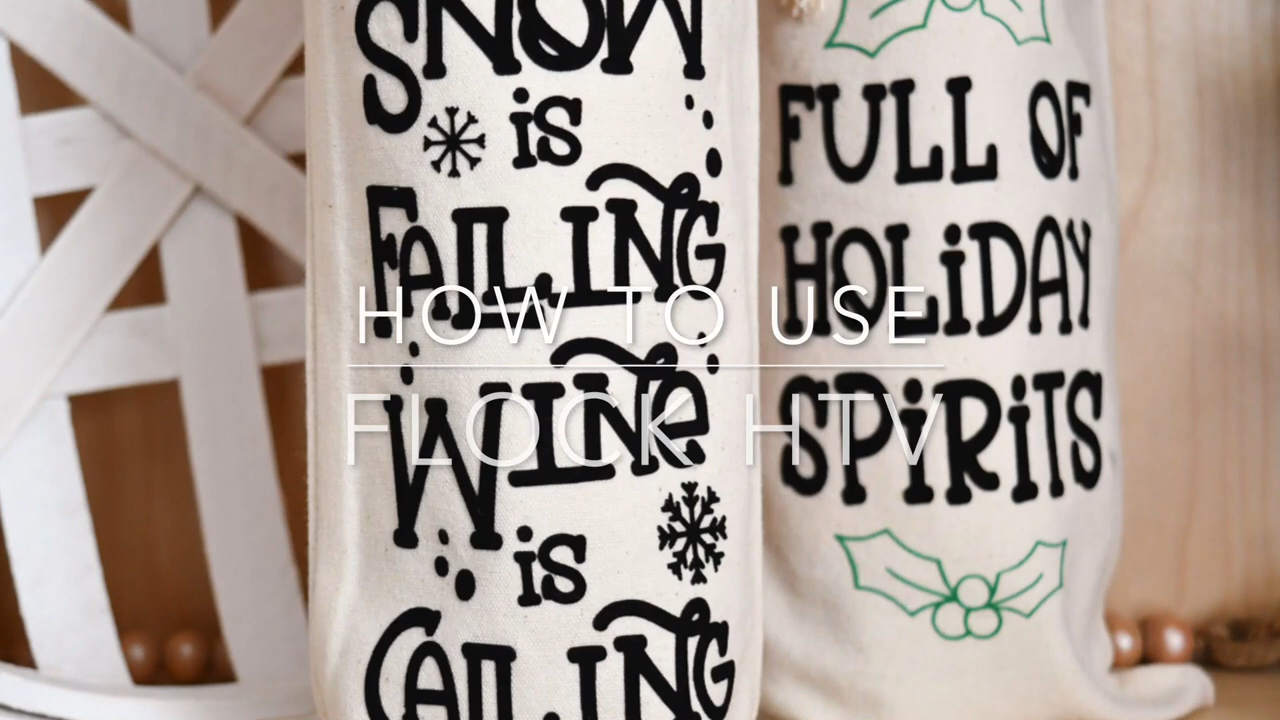 SNOW
is
FALLING
WINE
is
CALLING
FULL OF
HOLiDAY
SPiRiTS
HOW TO USE
FLOCK HTV